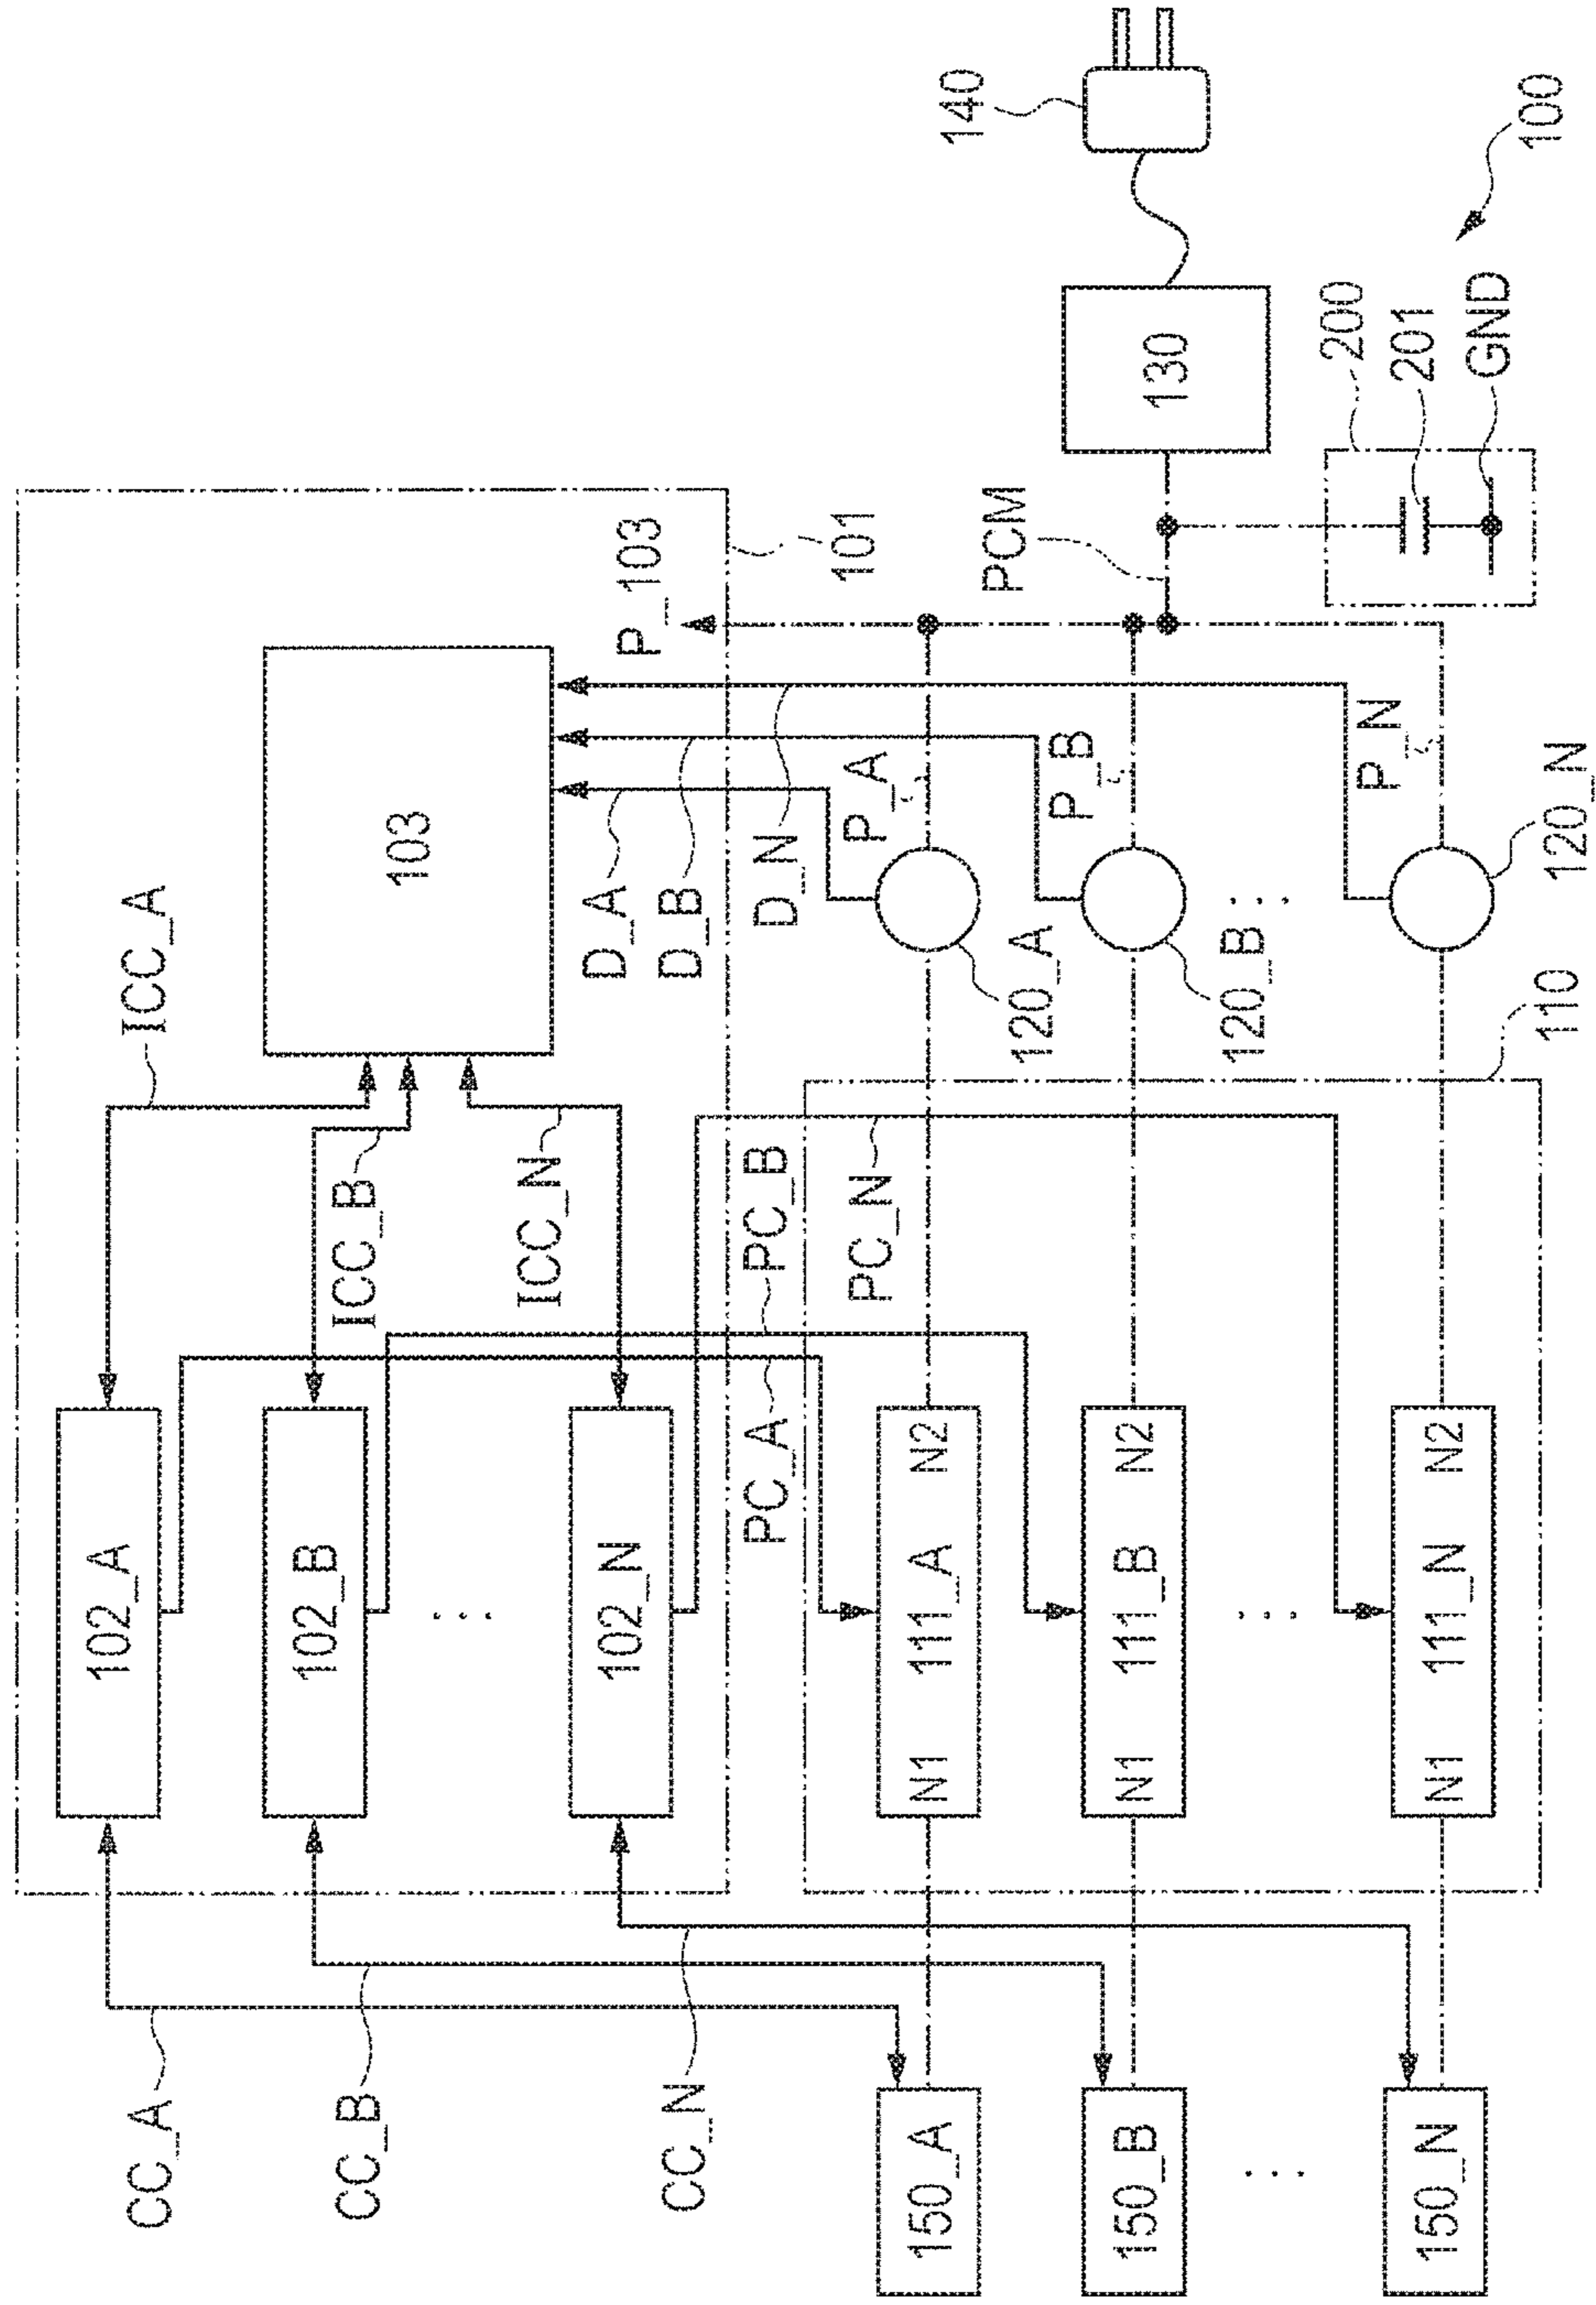 CC_A
CC_B
CC_N
150_A
150_B
. . .
150_N
102_A
102_B
. . .
102_N
N1 111_A N2
N1 111_B N2
. . .
N1 111_N N2
PC_A
PC_B
PC_N
ICC_A
ICC_B
ICC_N
103
D_A
D_B
D_N
P_103
101
110
120_A
120_B
. . .
120_N
P_A
P_B
P_N
PCM
130
140
200
201
GND
100